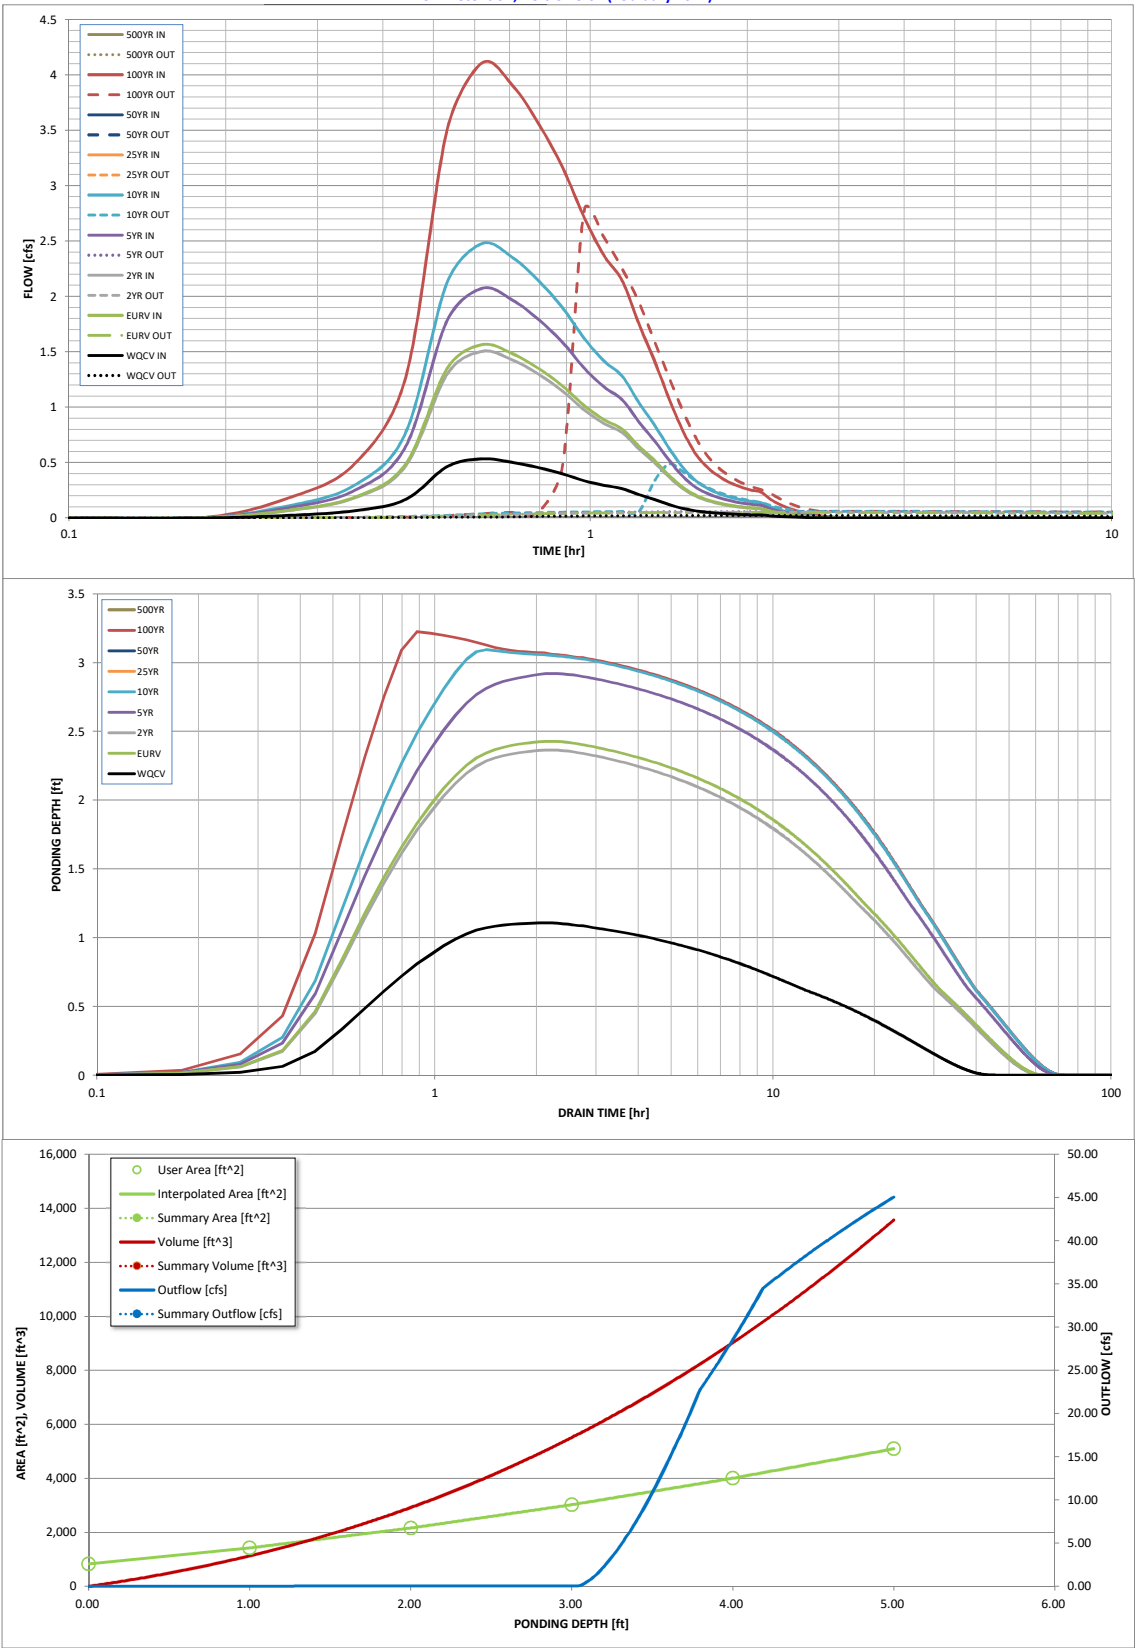 4.5
4
3.5
3
2.5
2
1.5
1
0.5
0
FLOW [cfs]
500YR IN
500YR OUT
100YR IN
100YR OUT
50YR IN
50YR OUT
25YR IN
25YR OUT
10YR IN
10YR OUT
5YR IN
5YR OUT
2YR IN
2YR OUT
EURV IN
EURV OUT
WQCV IN
WQCV OUT
0.1
1
10
TIME [hr]
3.5
3
2.5
2
1.5
1
0.5
0
PONDING DEPTH [ft]
500YR
100YR
50YR
25YR
10YR
5YR
2YR
EURV
WQCV
0.1
1
10
100
DRAIN TIME [hr]
16,000
14,000
12,000
10,000
8,000
6,000
4,000
2,000
0
AREA [ft^2], VOLUME [ft^3]
User Area [ft^2]
Interpolated Area [ft^2]
Summary Area [ft^2]
Volume [ft^3]
Summary Volume [ft^3]
Outflow [cfs]
Summary Outflow [cfs]
50.00
45.00
40.00
35.00
30.00
25.00
20.00
15.00
10.00
5.00
0.00
OUTFLOW [cfs]
0.00
1.00
2.00
3.00
4.00
5.00
6.00
PONDING DEPTH [ft]